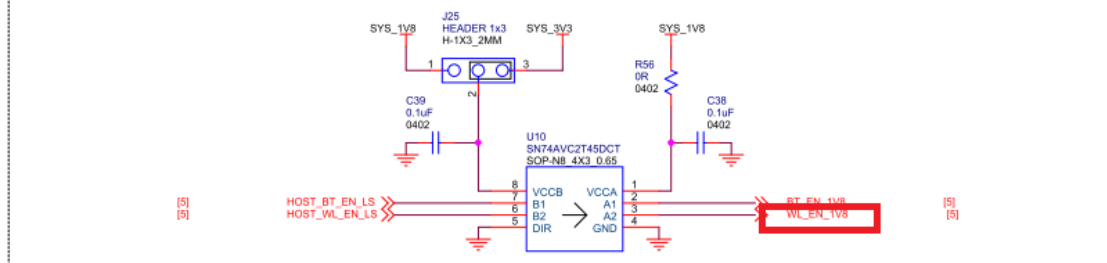 J25
SYS_1V8 HEADER 1x3 SYS_3V3 SYS_1V8
H-1X3_2MM
1 3
2
R56
0R
0402
C39
0.1uF
0402
C38
0.1uF
0402
U10
SN74AVC2T45DCT
SOP-N8_4X3_0.65
8 VCCB VCCA 1
[5] HOST_BT_EN_LS 7 B1 A1 2 BT_EN_1V8 [5]
[5] HOST_WL_EN_LS 6 B2 A2 3 WL_EN_1V8 [5]
5 DIR GND 4